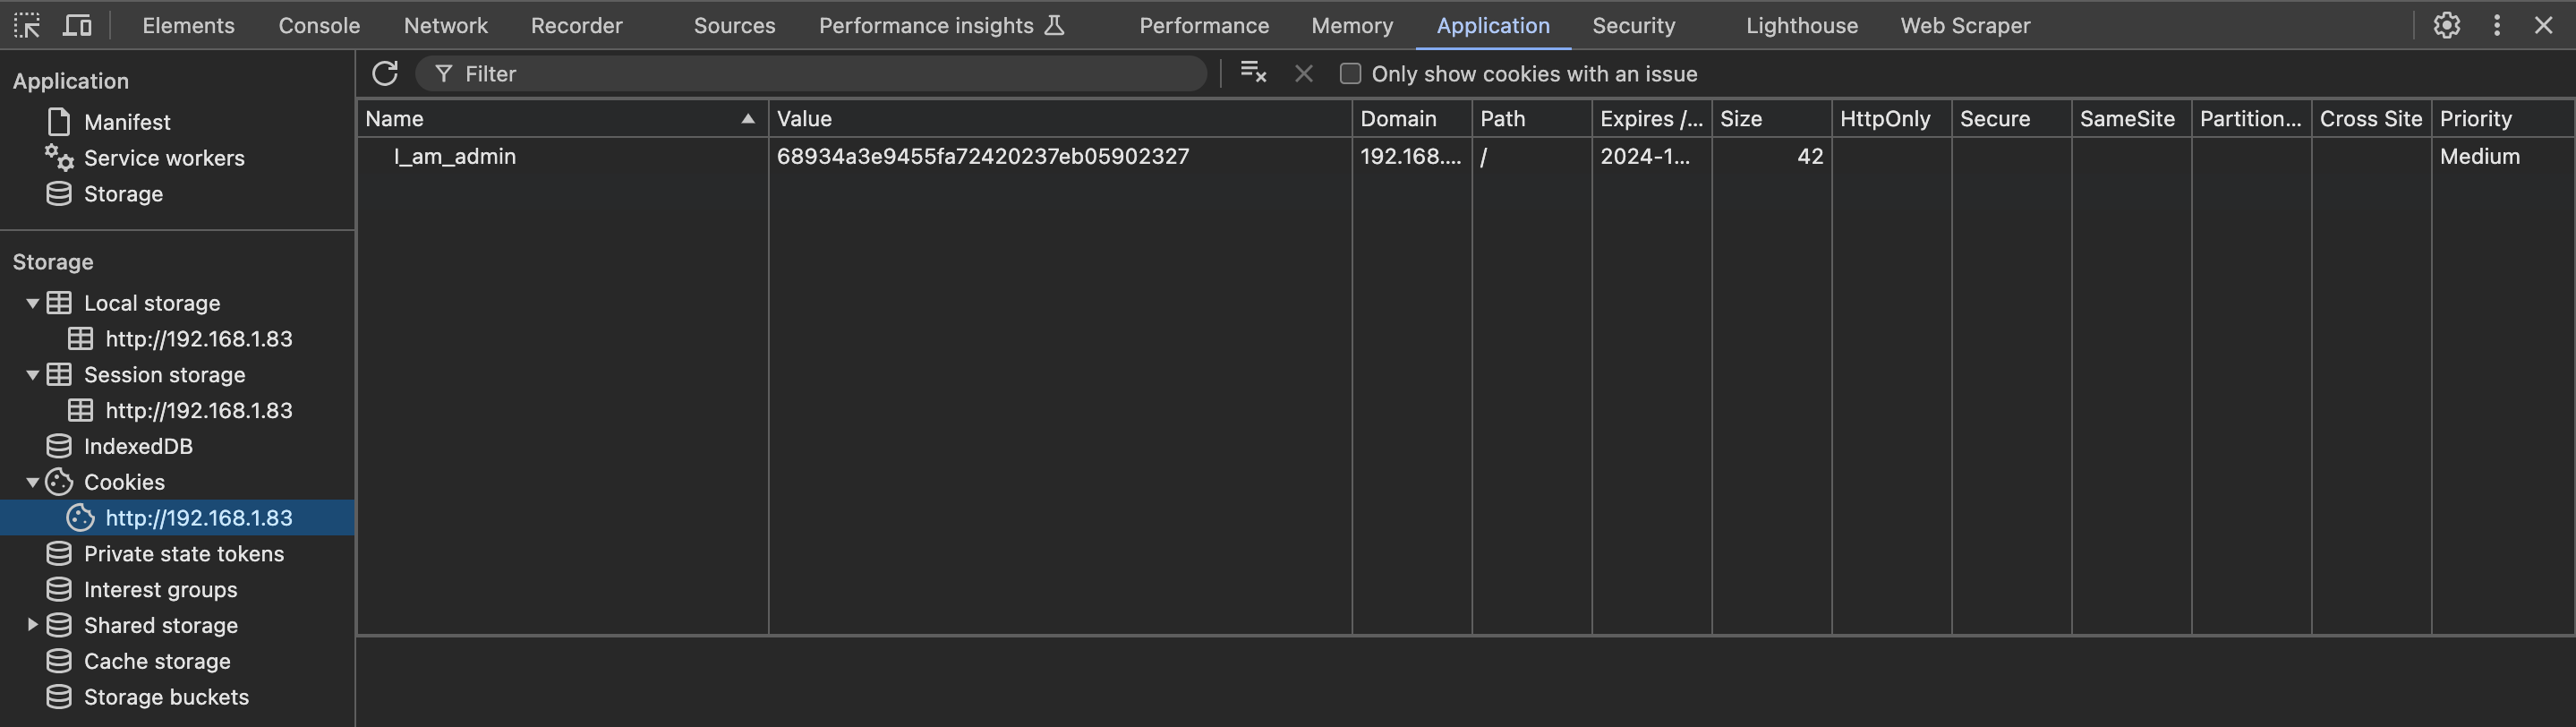 Elements Console Network Recorder Sources Performance insights Performance Memory Application Security Lighthouse Web Scraper
Application
Manifest
Service workers
Storage
Storage
Local storage
http://192.168.1.83
Session storage
http://192.168.1.83
IndexedDB
Cookies
http://192.168.1.83
Private state tokens
Interest groups
Shared storage
Cache storage
Storage buckets
Filter Only show cookies with an issue
Name Value Domain Path Expires /... Size HttpOnly Secure SameSite Partition... Cross Site Priority
I_am_admin 68934a3e9455fa72420237eb05902327 192.168.... / 2024-1... 42 Medium